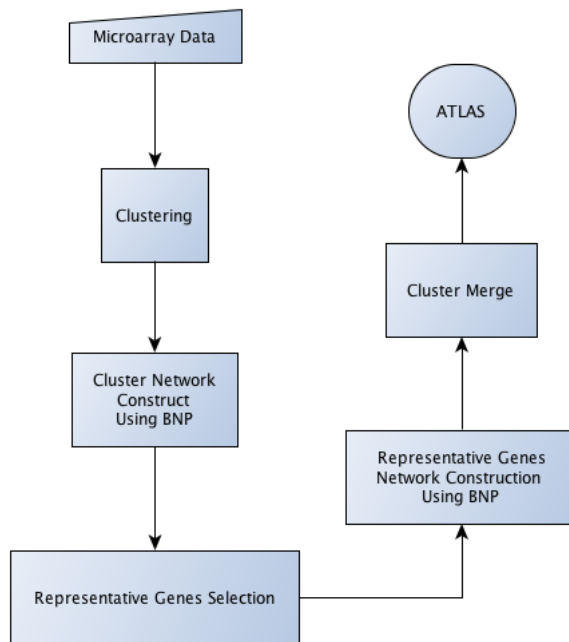 Microarray Data
Clustering
Cluster Network
Construct
Using BNP
Representative Genes Selection
Representative Genes
Network Construction
Using BNP
Cluster Merge
ATLAS